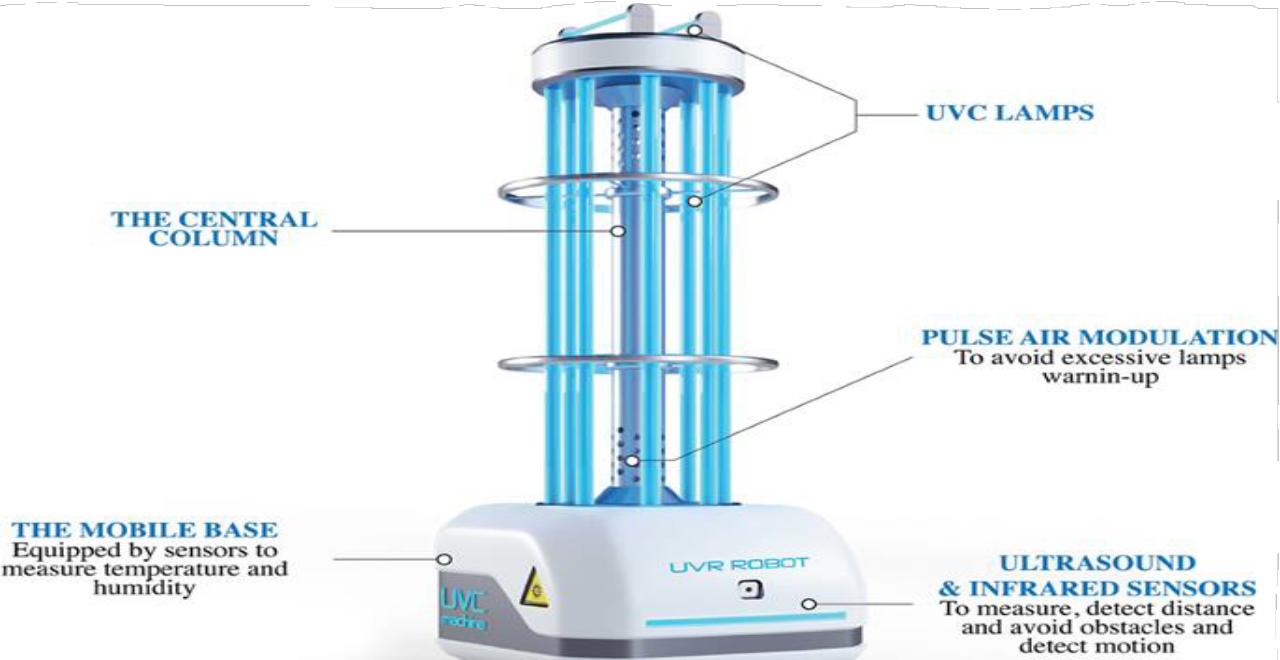 UVC LAMPS
THE CENTRAL
COLUMN
PULSE AIR MODULATION
To avoid excessive lamps
warnin-up
THE MOBILE BASE
Equipped by sensors to
measure temperature and
humidity
UVR ROBOT
UVC
machine
ULTRASOUND
& INFRARED SENSORS
To measure, detect distance
and avoid obstacles and
detect motion